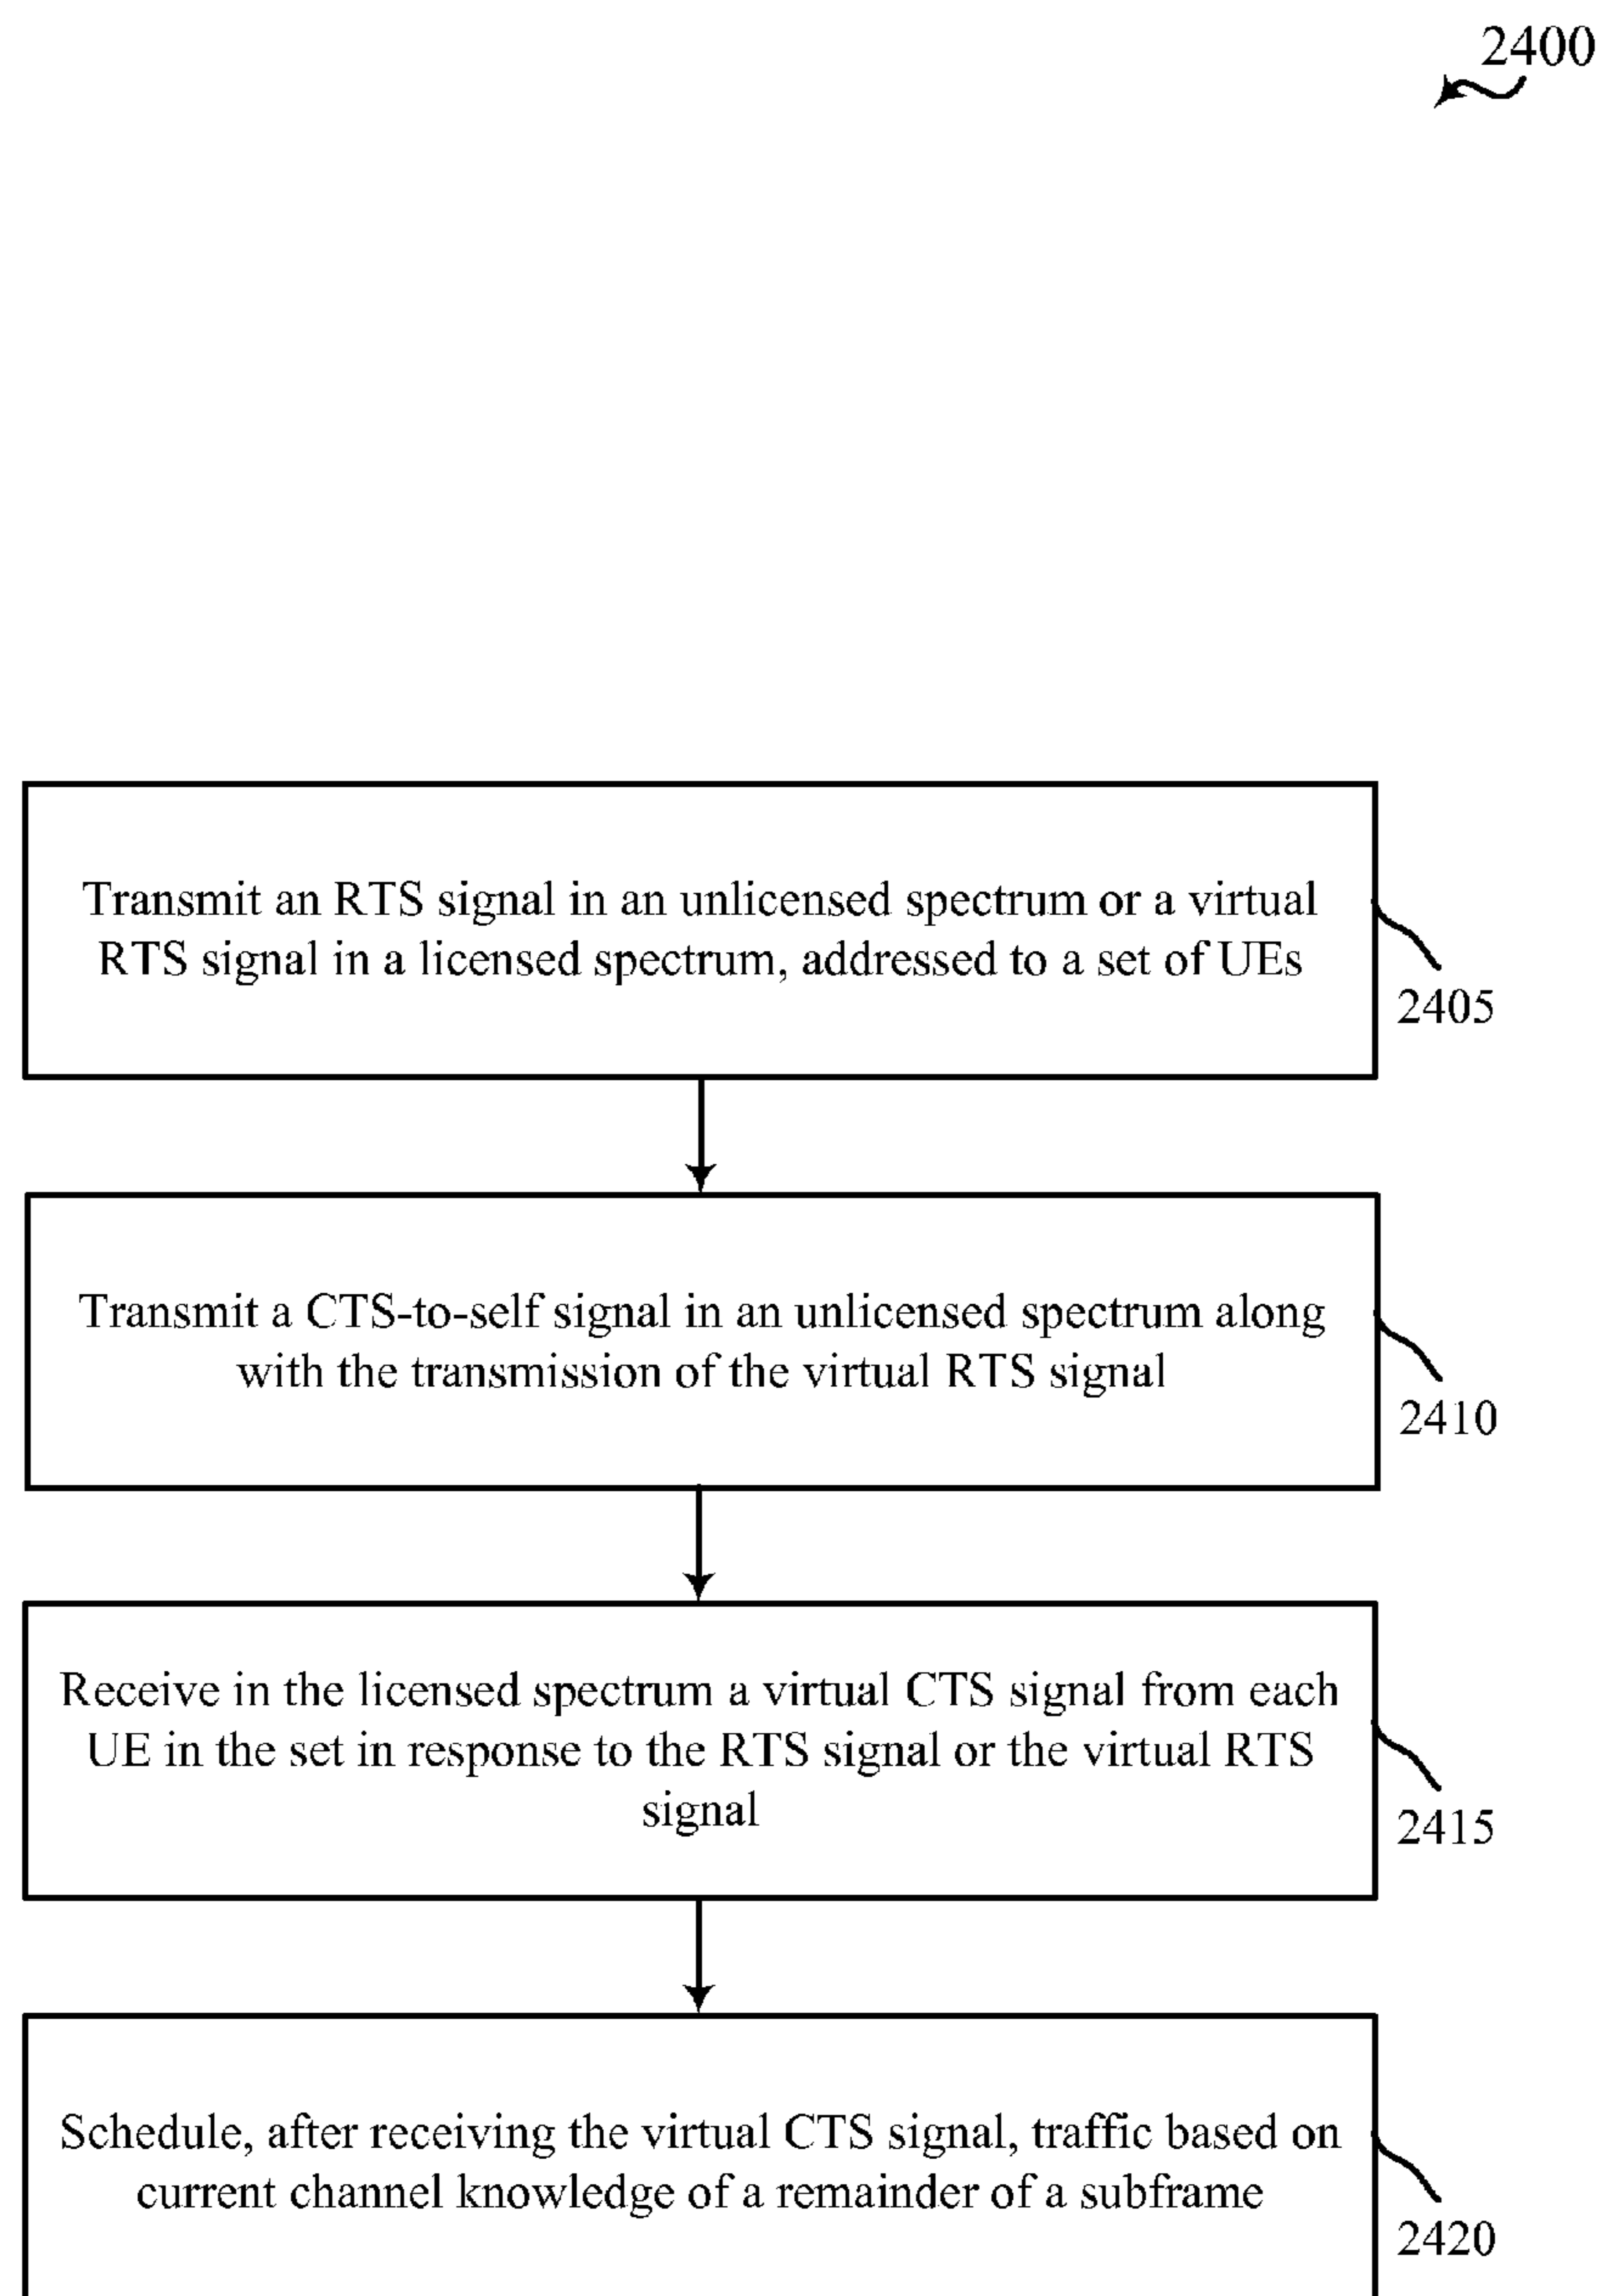 2400
Transmit an RTS signal in an unlicensed spectrum or a virtual
RTS signal in a licensed spectrum, addressed to a set of UEs
2405
Transmit a CTS-to-self signal in an unlicensed spectrum along
with the transmission of the virtual RTS signal
2410
Receive in the licensed spectrum a virtual CTS signal from each
UE in the set in response to the RTS signal or the virtual RTS
signal
2415
Schedule, after receiving the virtual CTS signal, traffic based on
current channel knowledge of a remainder of a subframe
2420